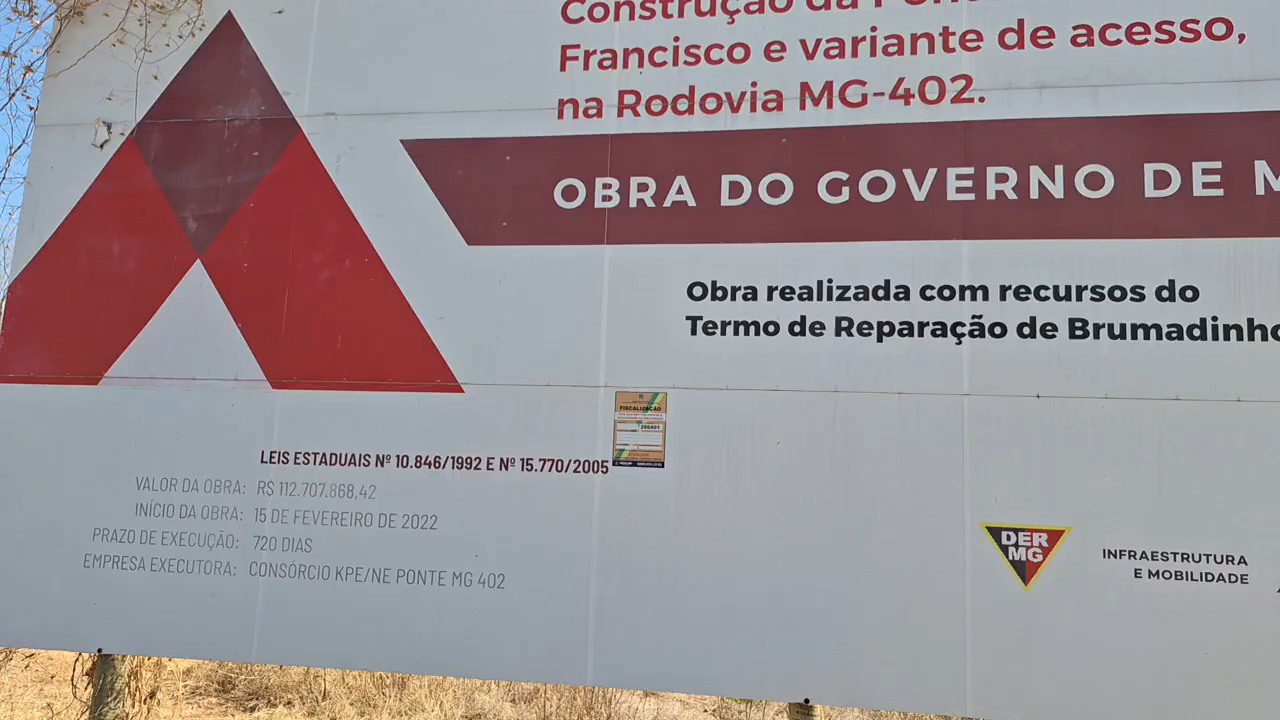 Construção da
Francisco e variante de acesso,
na Rodovia MG-402.
OBRA DO GOVERNO DE M
Obra realizada com recursos do
Termo de Reparação de Brumadinho
FISCALIZAÇÃO
LEIS ESTADUAIS Nº 10.846/1992 E Nº 15.770/2005
VALOR DA OBRA: R$ 112.707.868,42
INÍCIO DA OBRA: 15 DE FEVEREIRO DE 2022
PRAZO DE EXECUÇÃO: 720 DIAS
EMPRESA EXECUTORA: CONSÓRCIO KPE/NE PONTE MG 402
DER
MG
INFRAESTRUTURA
E MOBILIDADE